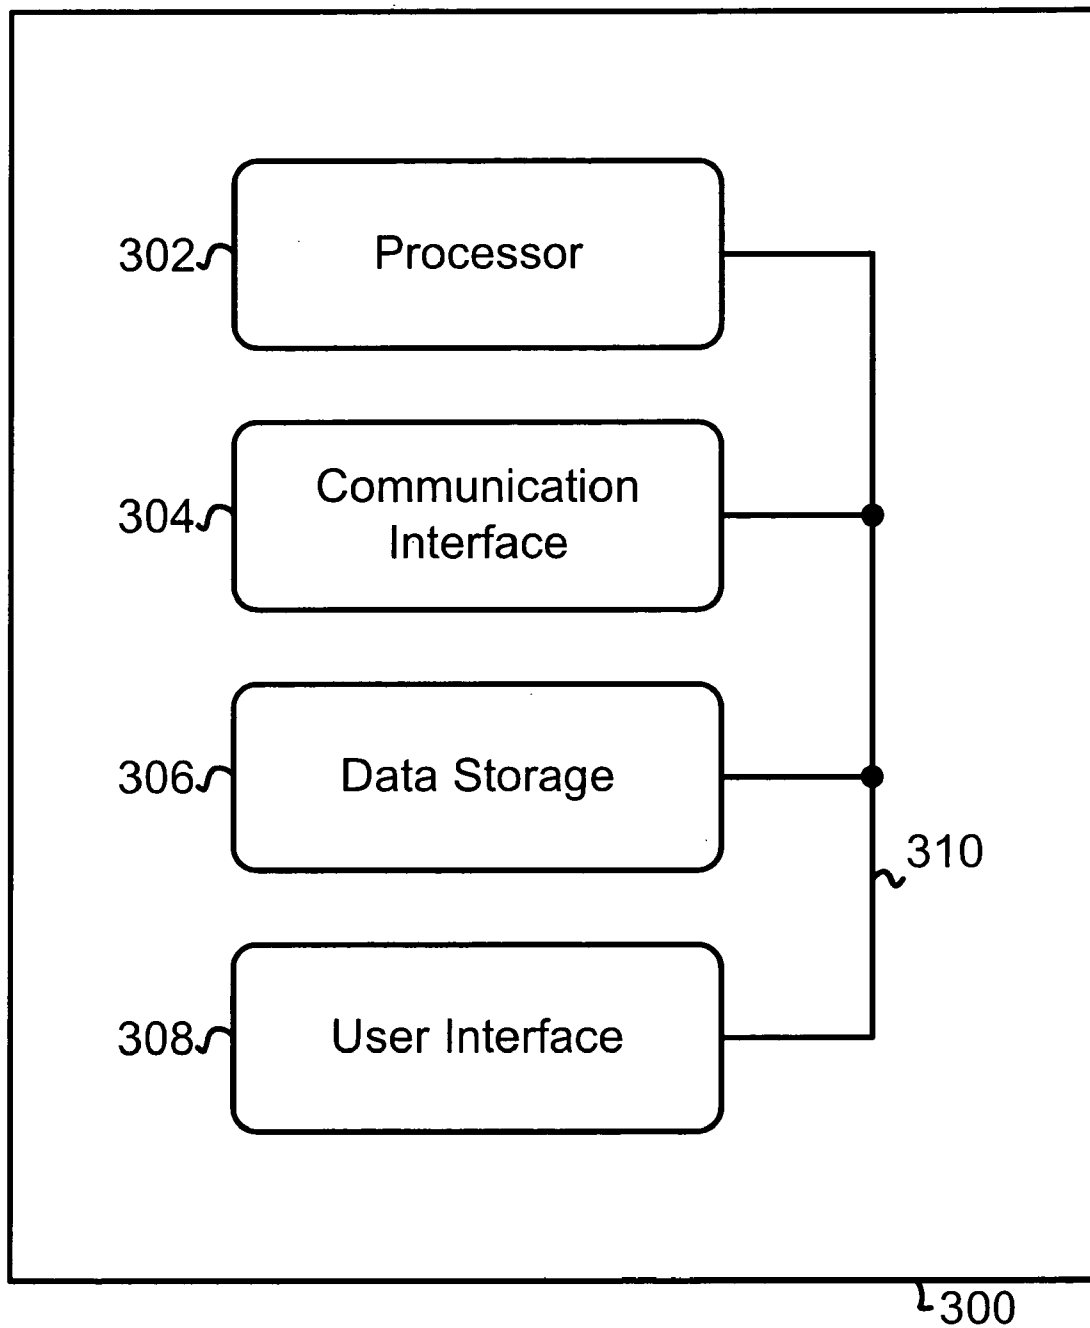 302
Processor
304
Communication
Interface
306
Data Storage
310
308
User Interface
300